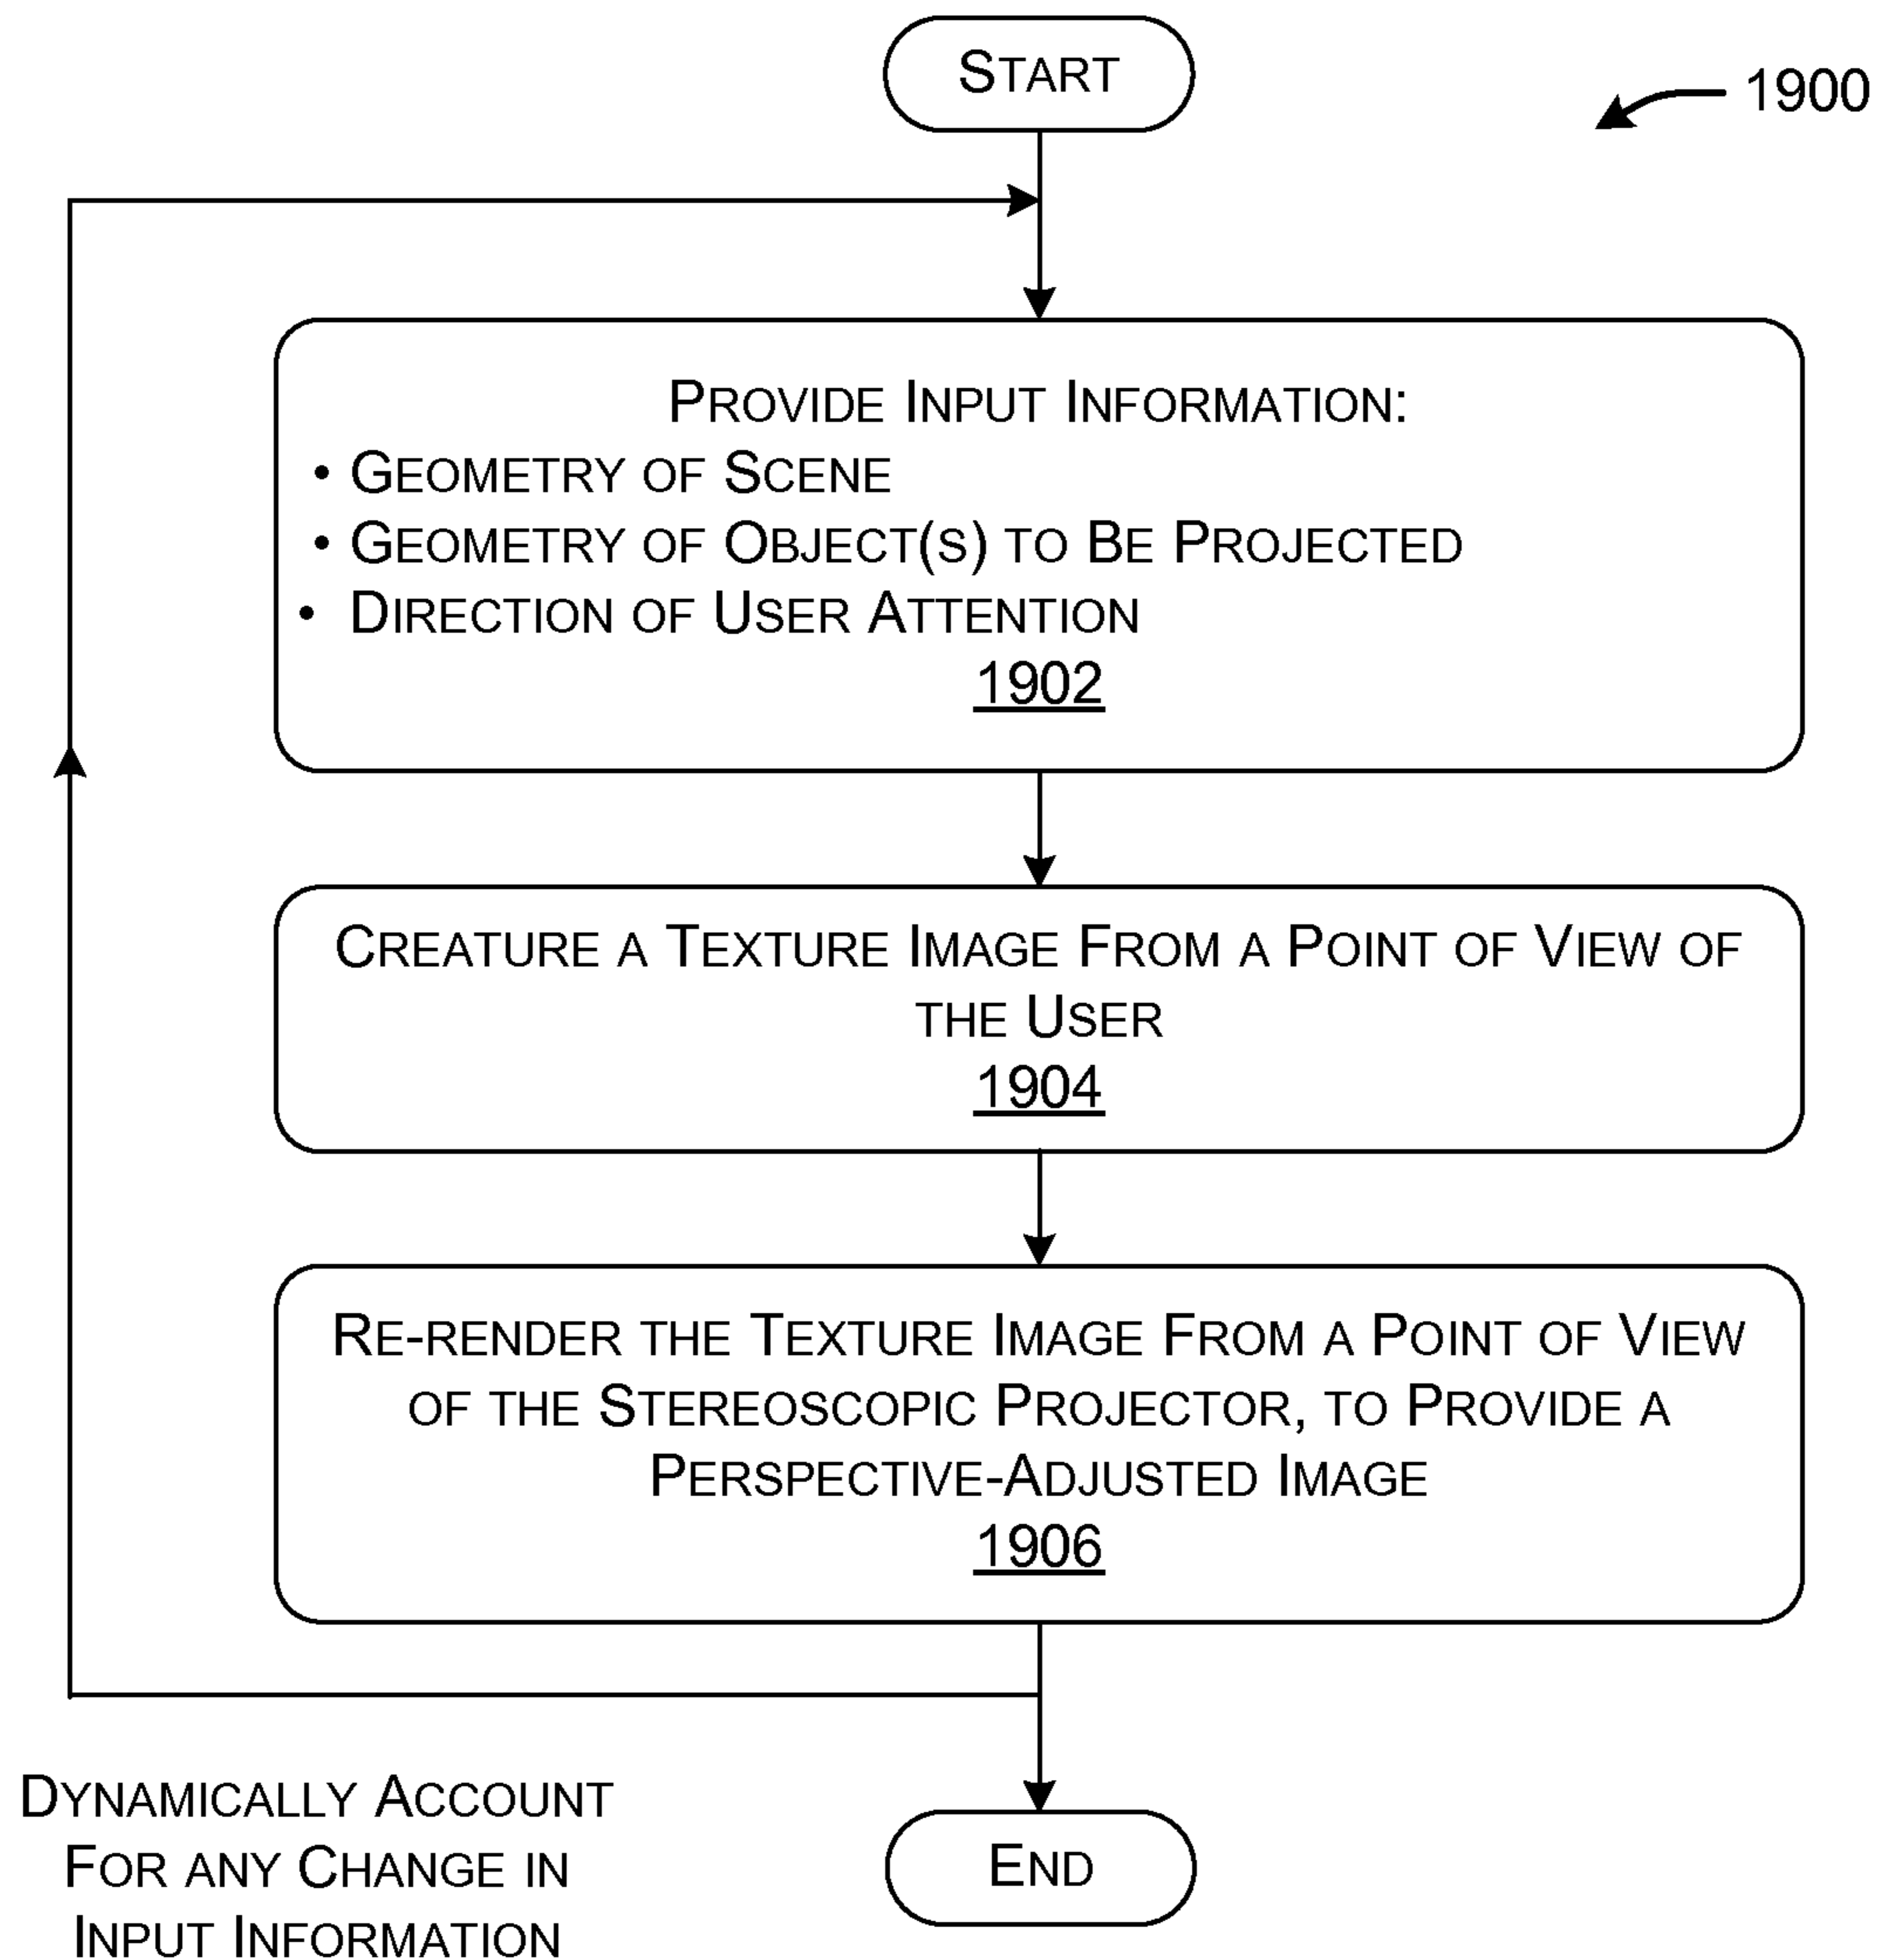 START
1900
PROVIDE INPUT INFORMATION:
• GEOMETRY OF SCENE
• GEOMETRY OF OBJECT(S) TO BE PROJECTED
• DIRECTION OF USER ATTENTION
1902
CREATURE A TEXTURE IMAGE FROM A POINT OF VIEW OF
THE USER
1904
RE-RENDER THE TEXTURE IMAGE FROM A POINT OF VIEW
OF THE STEREOSCOPIC PROJECTOR, TO PROVIDE A
PERSPECTIVE-ADJUSTED IMAGE
1906
DYNAMICALLY ACCOUNT
FOR ANY CHANGE IN
INPUT INFORMATION
END